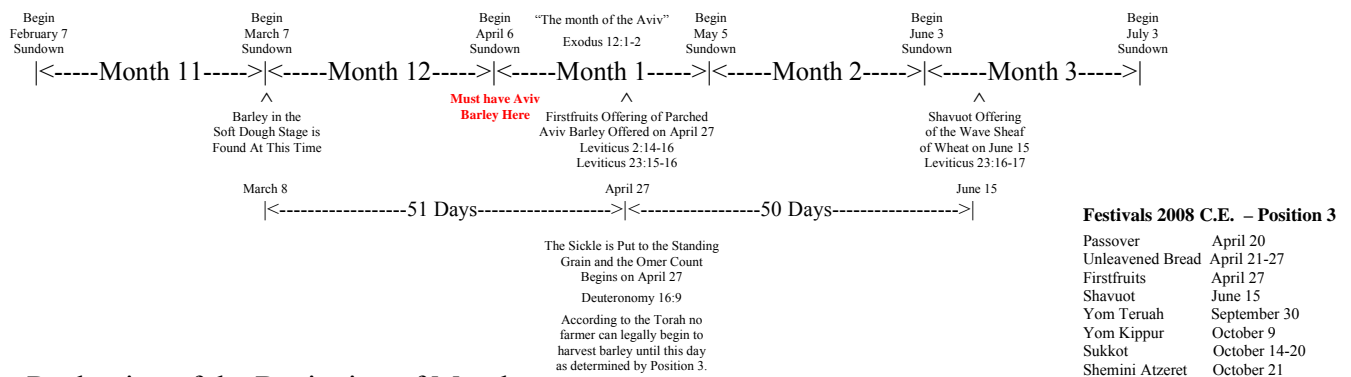 Begin
February 7
Sundown
Begin
March 7
Sundown
Begin
April 6
Sundown
“The month of the Aviv”
Exodus 12:1-2
Begin
May 5
Sundown
Begin
June 3
Sundown
Begin
July 3
Sundown
|<-----Month 11----->|<-----Month 12----->|<-----Month 1----->|<-----Month 2----->|<-----Month 3----->|
^
Barley in the
Soft Dough Stage is
Found At This Time
Must have Aviv
Barley Here
^
Firstfruits Offering of Parched
Aviv Barley Offered on April 27
Leviticus 2:14-16
Leviticus 23:15-16
^
Shavuot Offering
of the Wave Sheaf
of Wheat on June 15
Leviticus 23:16-17
March 8 April 27 June 15
|<------------------51 Days------------------->|<-----------------50 Days------------------>|
The Sickle is Put to the Standing
Grain and the Omer Count
Begins on April 27
Deuteronomy 16:9
According to the Torah no
farmer can legally begin to
harvest barley until this day
as determined by Position 3.
Festivals 2008 C.E. – Position 3
Passover April 20
Unleavened Bread April 21-27
Firstfruits April 27
Shavuot June 15
Yom Teruah September 30
Yom Kippur October 9
Sukkot October 14-20
Shemini Atzeret October 21